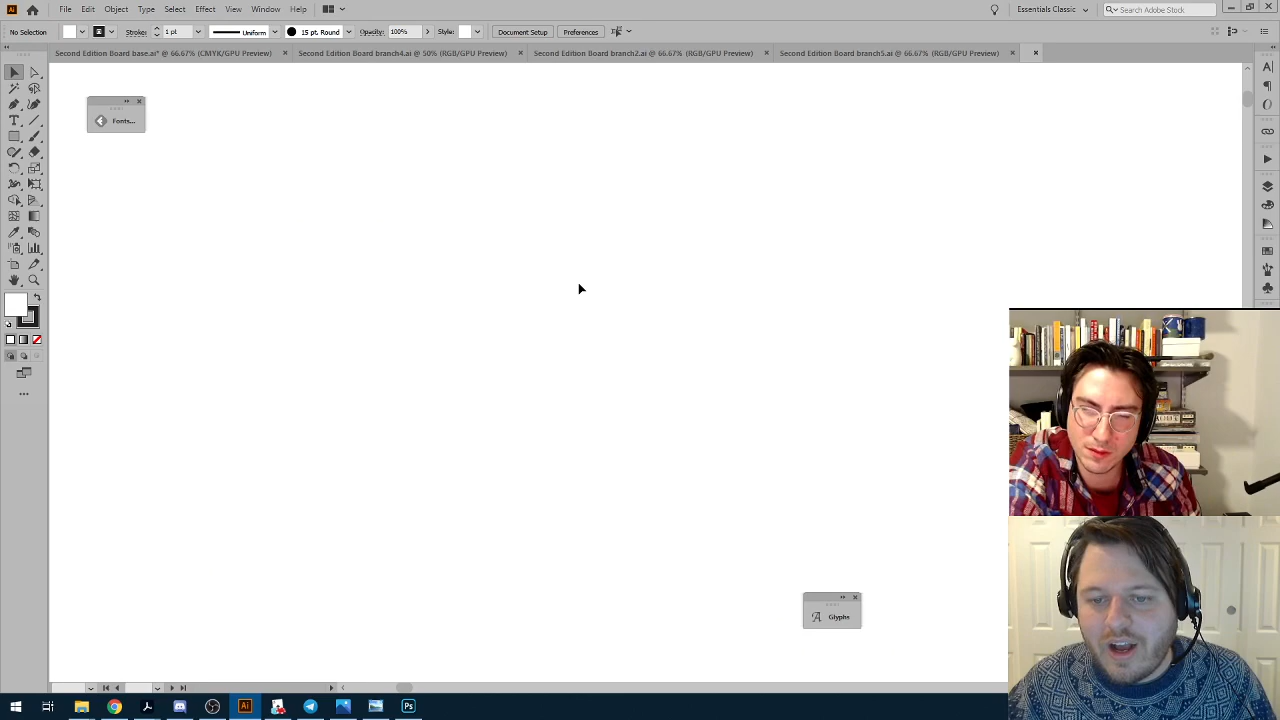 Ai File Edit Object Type Select Effect View Window Help Essentials Classic Search Adobe Stock
No Selection Stroke: 1 pt Uniform 15 pt. Round Opacity: 100% Style: Document Setup Preferences
Second Edition Board base.ai* @ 66.67% (CMYK/GPU Preview) Second Edition Board branch4.ai @ 50% (RGB/GPU Preview) Second Edition Board branch2.ai @ 66.67% (RGB/GPU Preview) Second Edition Board branch5.ai @ 66.67% (RGB/GPU Preview)
Fonts...
Glyphs
Ai Ps